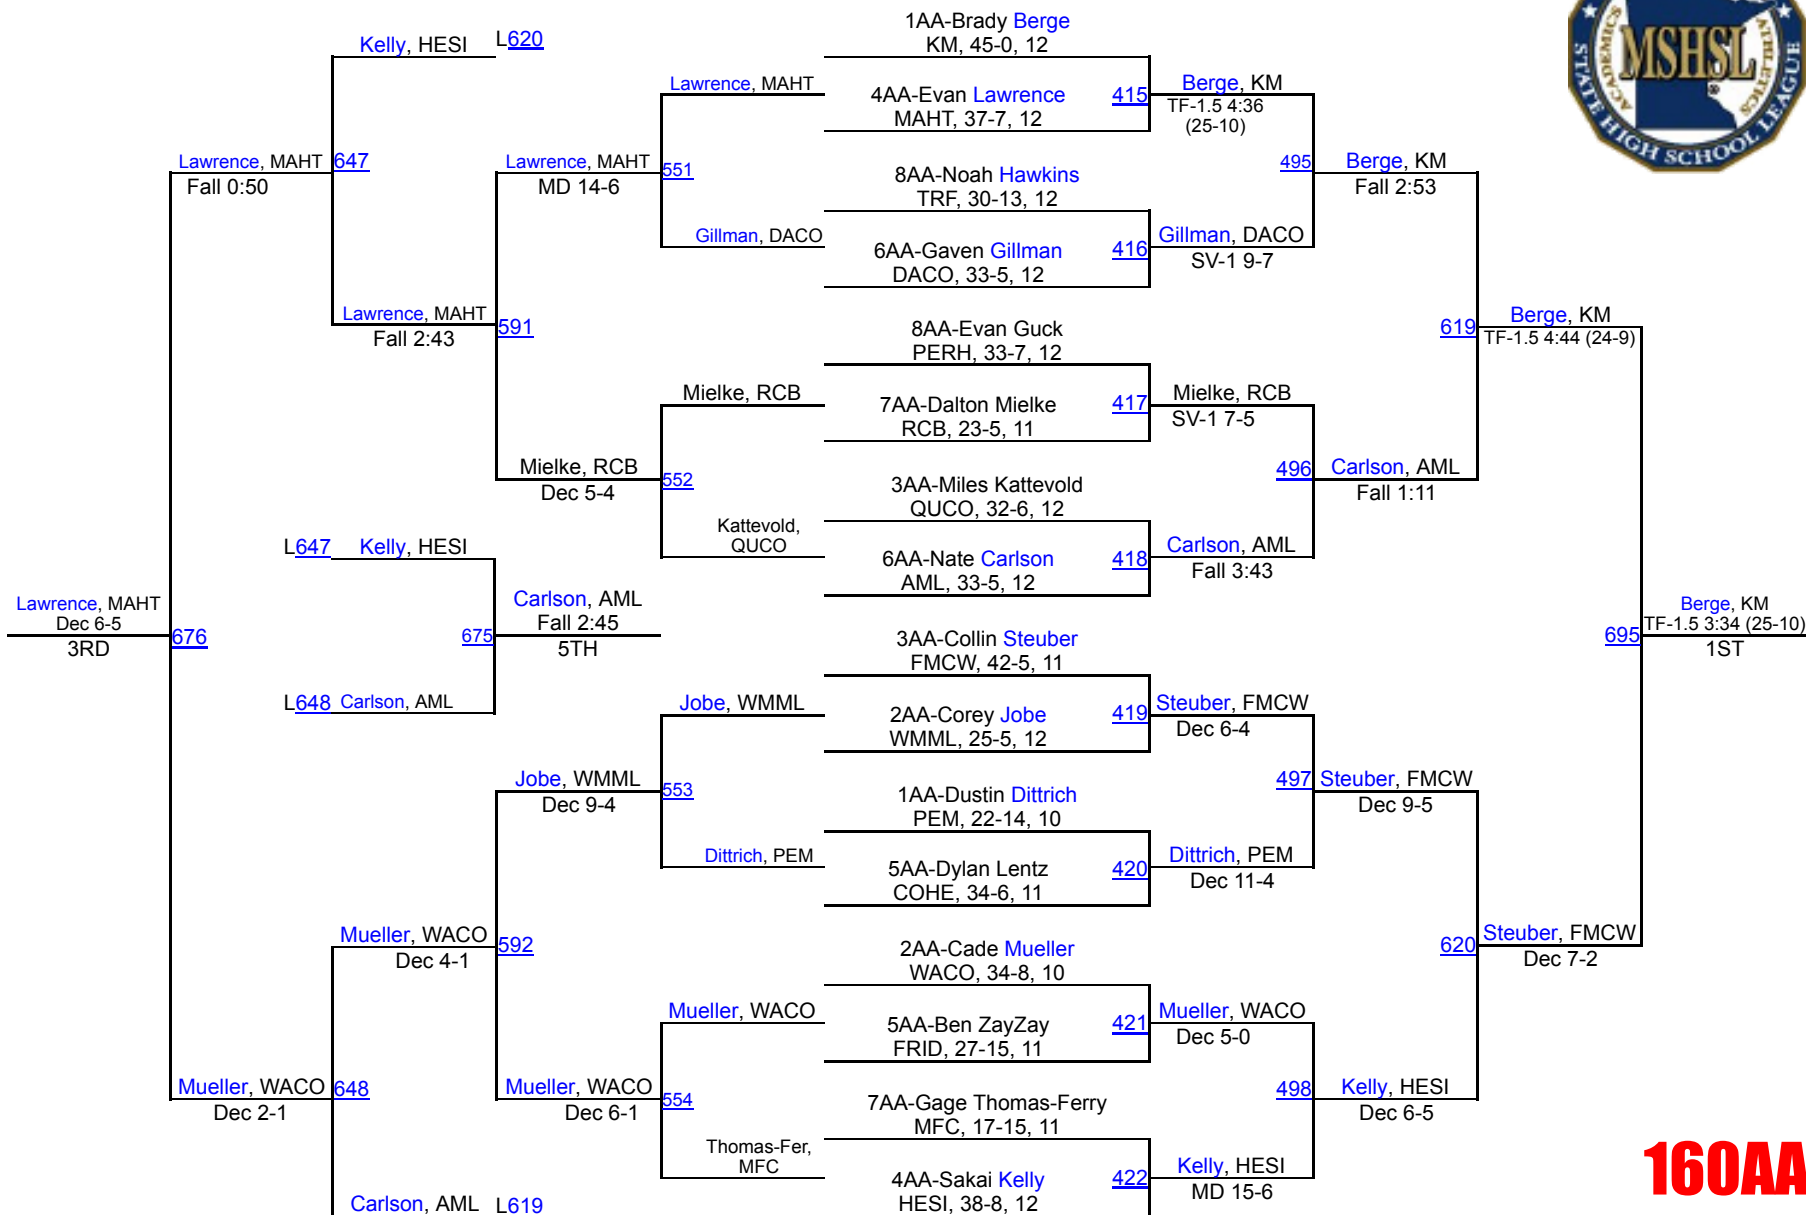 1AA-Brady Berge
KM, 45-0, 12
Kelly, HESI L620
Lawrence, MAHT
4AA-Evan Lawrence
MAHT, 37-7, 12
415
Berge, KM
TF-1.5 4:36
(25-10)
ACADEMICS
ATHLETICS
MSHSL
STATE HIGH SCHOOL LEAGUE
Lawrence, MAHT
Fall 0:50
647
Lawrence, MAHT
MD 14-6
551
8AA-Noah Hawkins
TRF, 30-13, 12
495
Berge, KM
Fall 2:53
Gillman, DACO
6AA-Gaven Gillman
DACO, 33-5, 12
416
Gillman, DACO
SV-1 9-7
Lawrence, MAHT
Fall 2:43
591
8AA-Evan Guck
PERH, 33-7, 12
619
Berge, KM
TF-1.5 4:44 (24-9)
Mielke, RCB
7AA-Dalton Mielke
RCB, 23-5, 11
417
Mielke, RCB
SV-1 7-5
Mielke, RCB
Dec 5-4
552
3AA-Miles Kattevold
QUCO, 32-6, 12
496
Carlson, AML
Fall 1:11
Kattevold,
QUCO
L647 Kelly, HESI
6AA-Nate Carlson
AML, 33-5, 12
418
Carlson, AML
Fall 3:43
Lawrence, MAHT
Dec 6-5
3RD
676
675
Carlson, AML
Fall 2:45
5TH
3AA-Collin Steuber
FMCW, 42-5, 11
695
Berge, KM
TF-1.5 3:34 (25-10)
1ST
L648 Carlson, AML
Jobe, WMML
2AA-Corey Jobe
WMML, 25-5, 12
419
Steuber, FMCW
Dec 6-4
Jobe, WMML
Dec 9-4
553
1AA-Dustin Dittrich
PEM, 22-14, 10
497
Steuber, FMCW
Dec 9-5
Dittrich, PEM
5AA-Dylan Lentz
COHE, 34-6, 11
420
Dittrich, PEM
Dec 11-4
Mueller, WACO
Dec 4-1
592
2AA-Cade Mueller
WACO, 34-8, 10
620
Steuber, FMCW
Dec 7-2
Mueller, WACO
5AA-Ben ZayZay
FRID, 27-15, 11
421
Mueller, WACO
Dec 5-0
Mueller, WACO
Dec 2-1
648
Mueller, WACO
Dec 6-1
554
7AA-Gage Thomas-Ferry
MFC, 17-15, 11
498
Kelly, HESI
Dec 6-5
Thomas-Fer,
MFC
4AA-Sakai Kelly
HESI, 38-8, 12
422
Kelly, HESI
MD 15-6
Carlson, AML L619
160AA